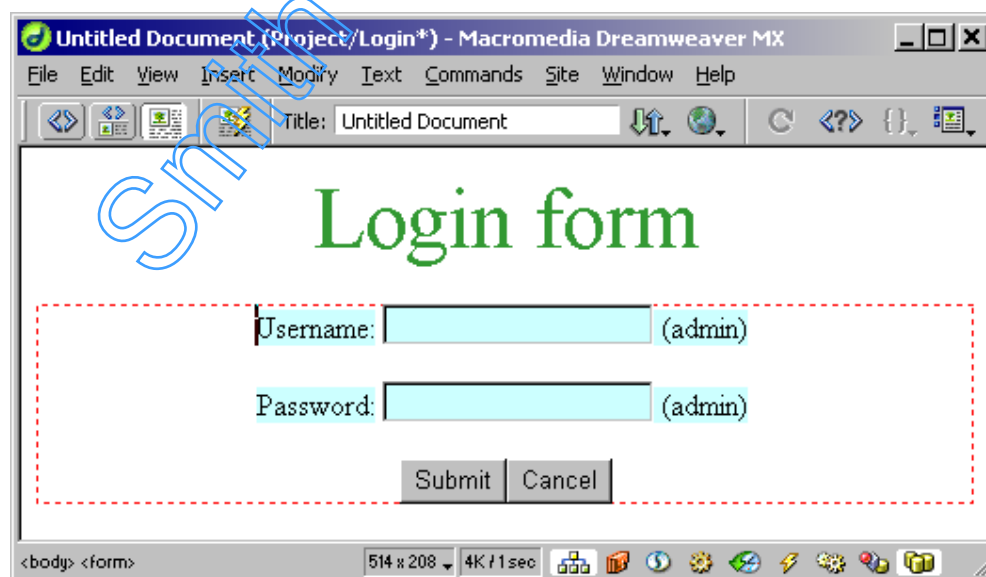 Untitled Document (Project/Login*) - Macromedia Dreamweaver MX
File Edit View Insert Modify Text Commands Site Window Help
Title: Untitled Document
Smith
Login form
Username: (admin)
Password: (admin)
Submit Cancel
<body> <form> 514 x 208 4K / 1 sec